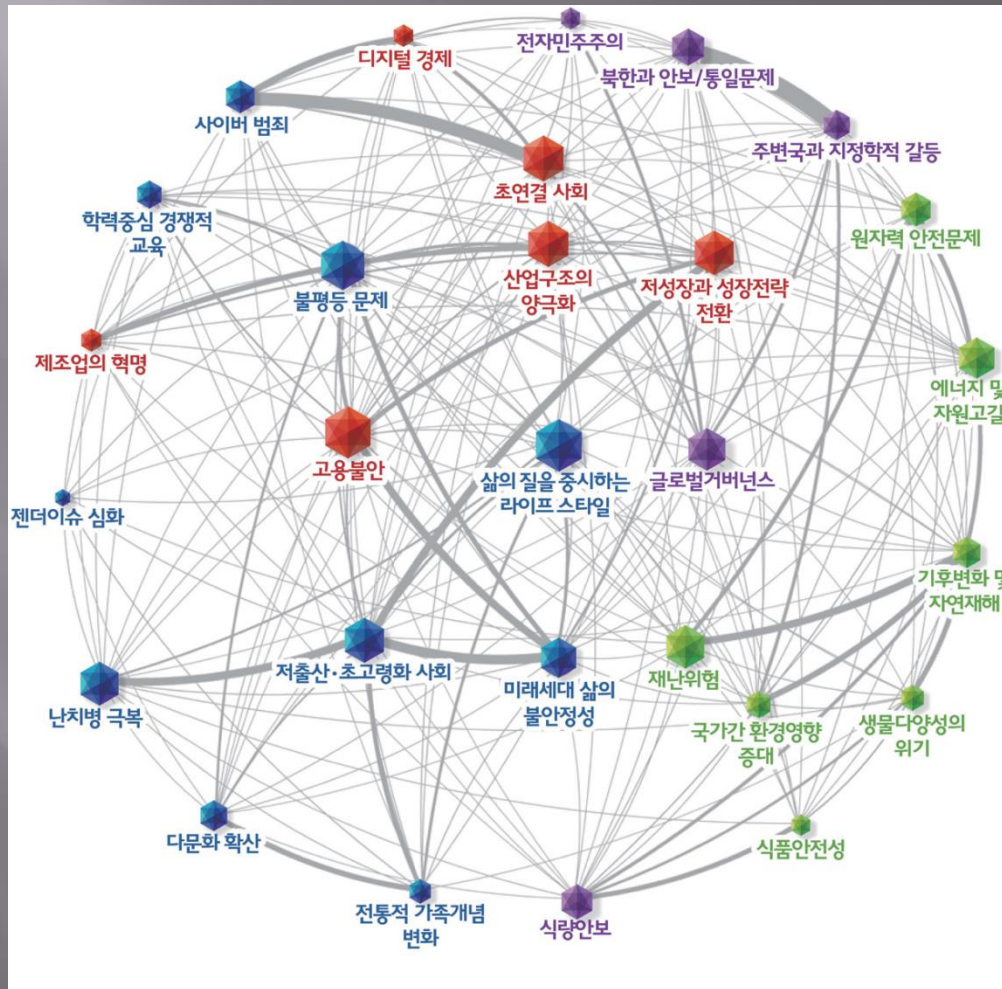 디지털 경제
전자민주주의
북한과 안보/통일문제
사이버 범죄
주변국과 지정학적 갈등
초연결 사회
학력중심 경쟁적
교육
원자력 안전문제
불평등 문제
산업구조의
양극화
저성장과 성장전략
전환
제조업의 혁명
에너지 및
자원고갈
고용불안
삶의 질을 중시하는
라이프 스타일
글로벌거버넌스
젠더이슈 심화
기후변화 및
자연재해
저출산·초고령화 사회
미래세대 삶의
불안정성
재난위험
난치병 극복
국가간 환경영향
증대
생물다양성의
위기
다문화 확산
식품안전성
전통적 가족개념
변화
식량안보